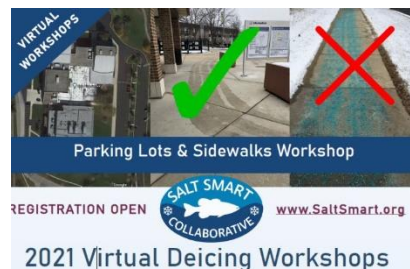 VIRTUAL
WORKSHOPS
Parking Lots & Sidewalks Workshop
REGISTRATION OPEN
SALT SMART
COLLABORATIVE
www.SaltSmart.org
2021 Virtual Deicing Workshops